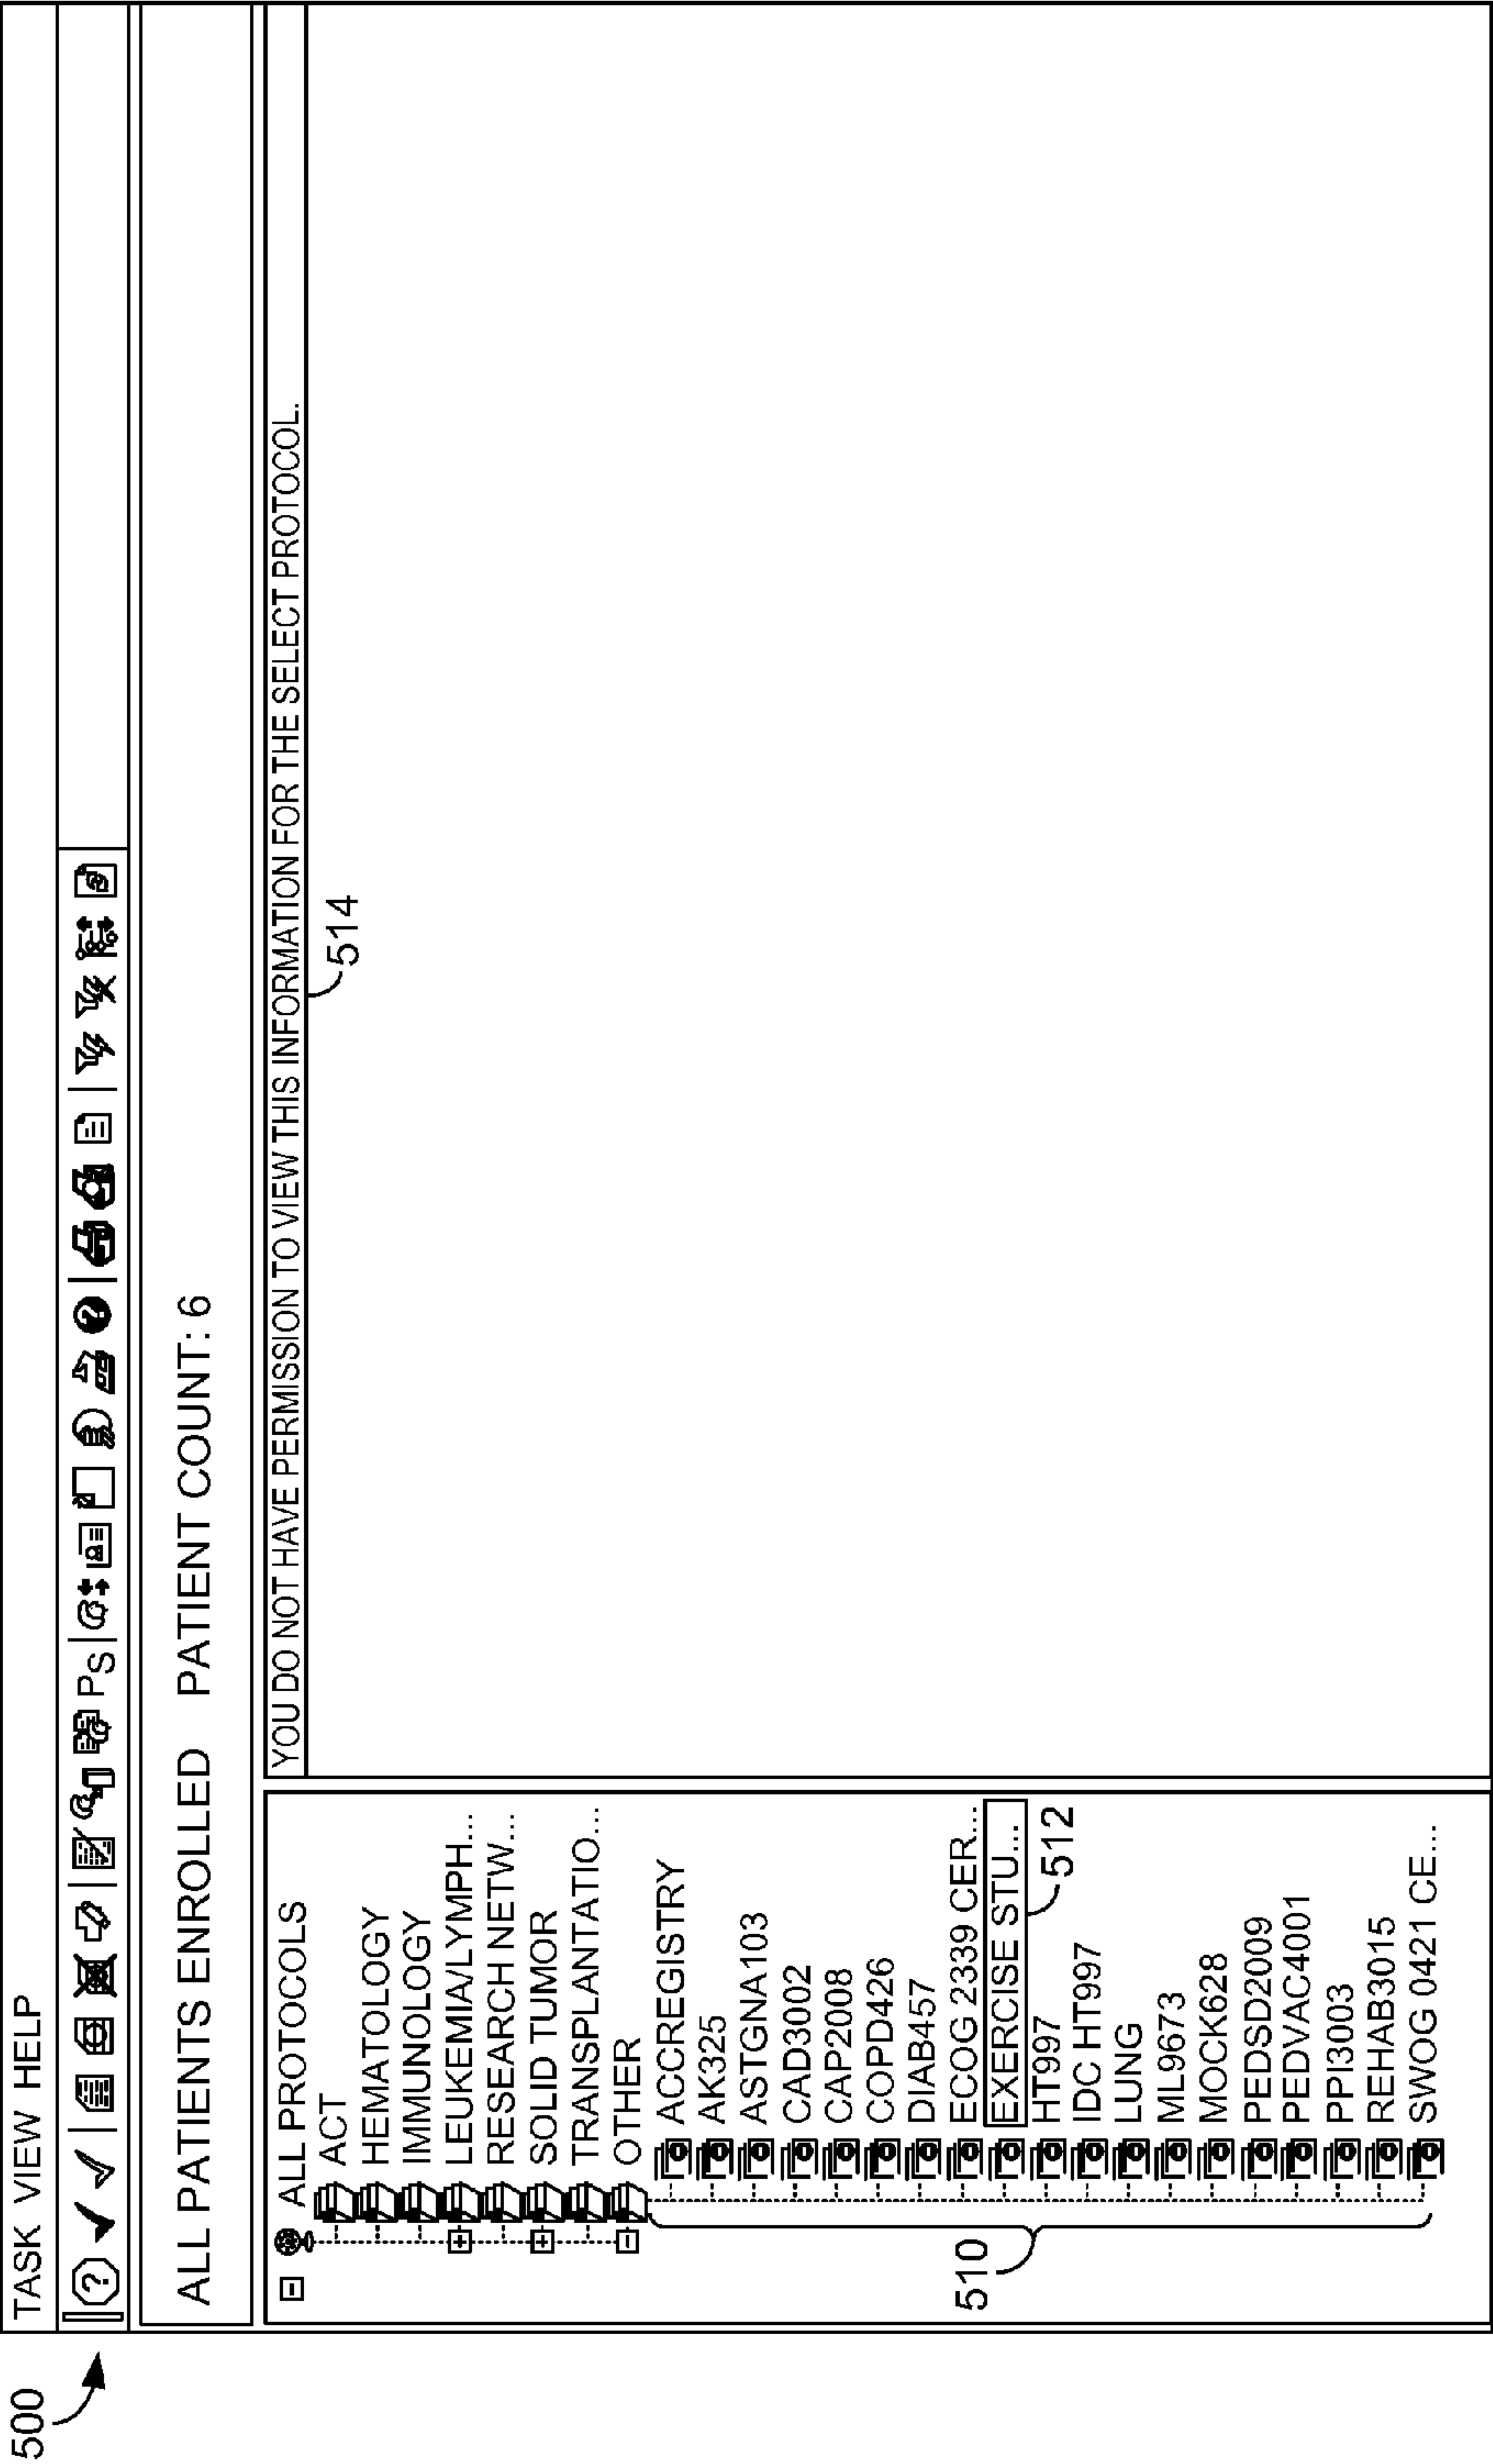 500
TASK VIEW HELP
? PS ?
ALL PATIENTS ENROLLED PATIENT COUNT: 6
ALL PROTOCOLS
ACT
HEMATOLOGY
IMMUNOLOGY
LEUKEMIA/LYMPH...
RESEARCH NETW...
SOLID TUMOR
TRANSPLANTATIO...
OTHER
ACCREGISTRY
AK325
ASTGNA103
CAD3002
CAP2008
COPD426
DIAB457
ECOG 2339 CER...
EXERCISE STU...
HT997
IDC HT997
LUNG
ML9673
MOCK628
PEDSD2009
PEDVAC4001
PPI3003
REHAB3015
SWOG 0421 CE...
510
512
YOU DO NOT HAVE PERMISSION TO VIEW THIS INFORMATION FOR THE SELECT PROTOCOL.
514